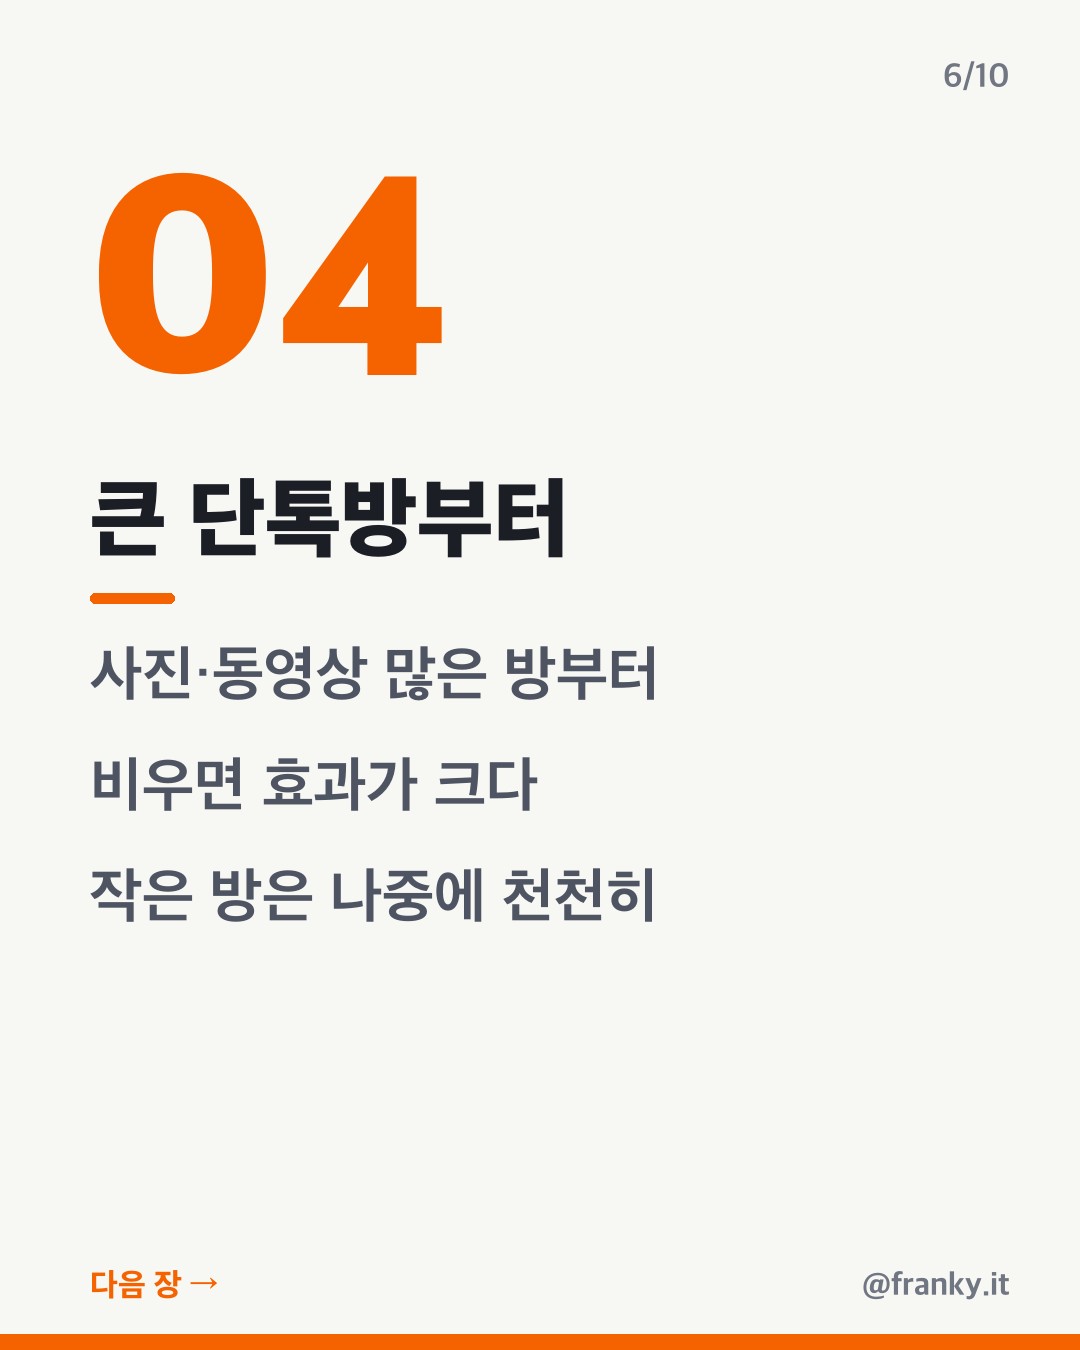 6/10
04
큰 단톡방부터
사진·동영상 많은 방부터
비우면 효과가 크다
작은 방은 나중에 천천히
다음 장 →
@franky.it